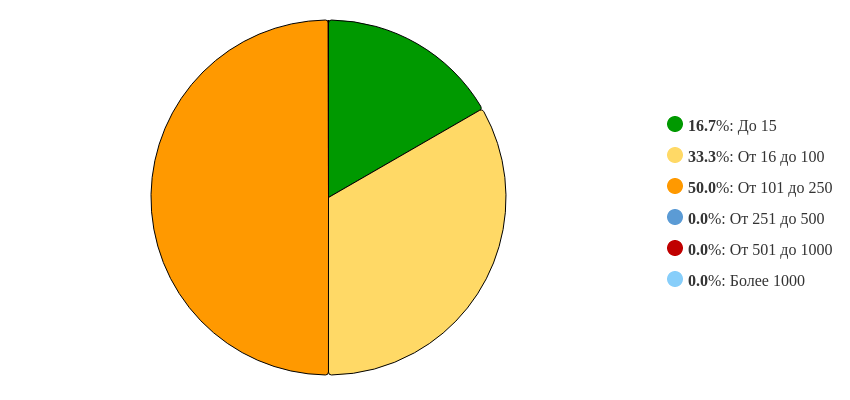 16.7%: До 15
33.3%: От 16 до 100
50.0%: От 101 до 250
0.0%: От 251 до 500
0.0%: От 501 до 1000
0.0%: Более 1000